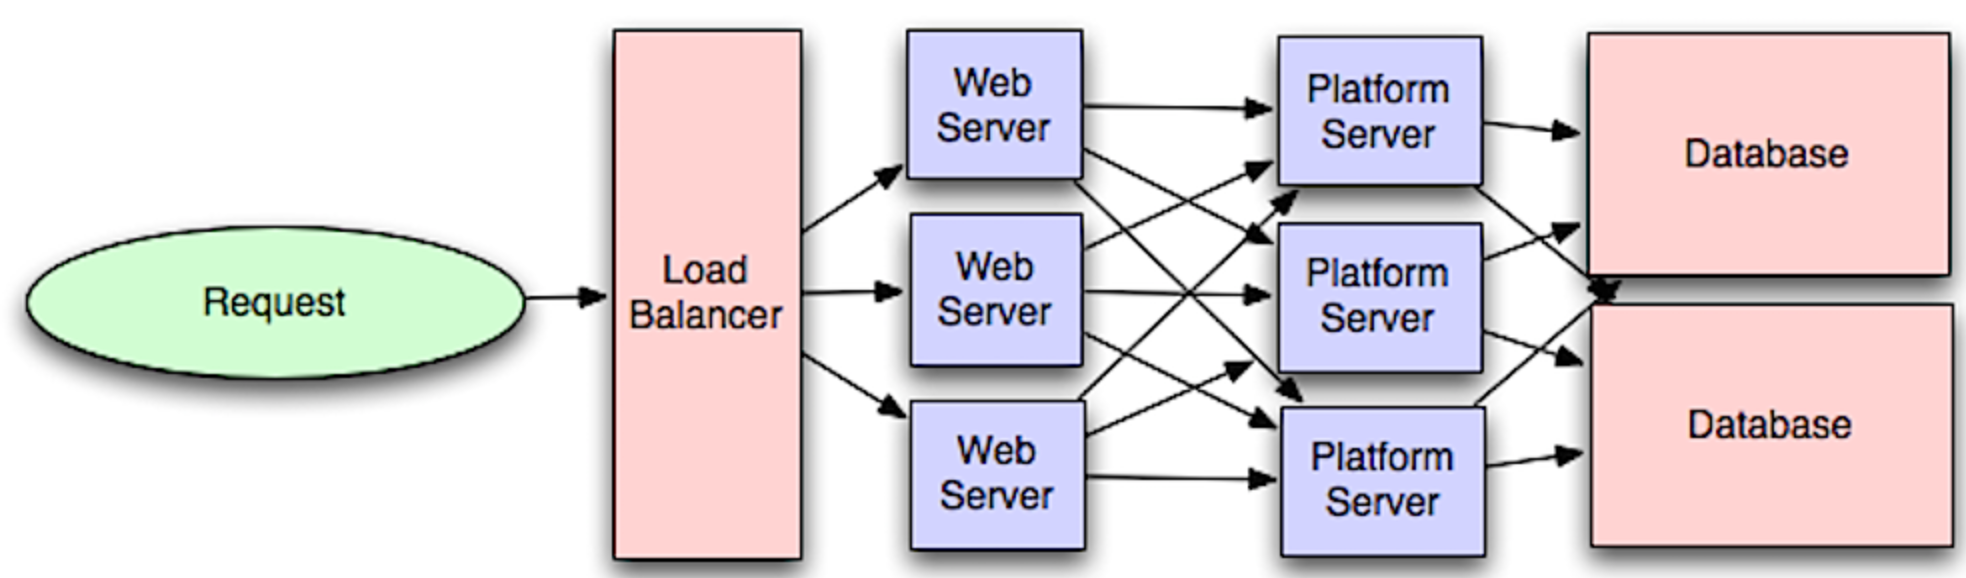 Request
Load
Balancer
Web
Server
Web
Server
Web
Server
Platform
Server
Platform
Server
Platform
Server
Database
Database